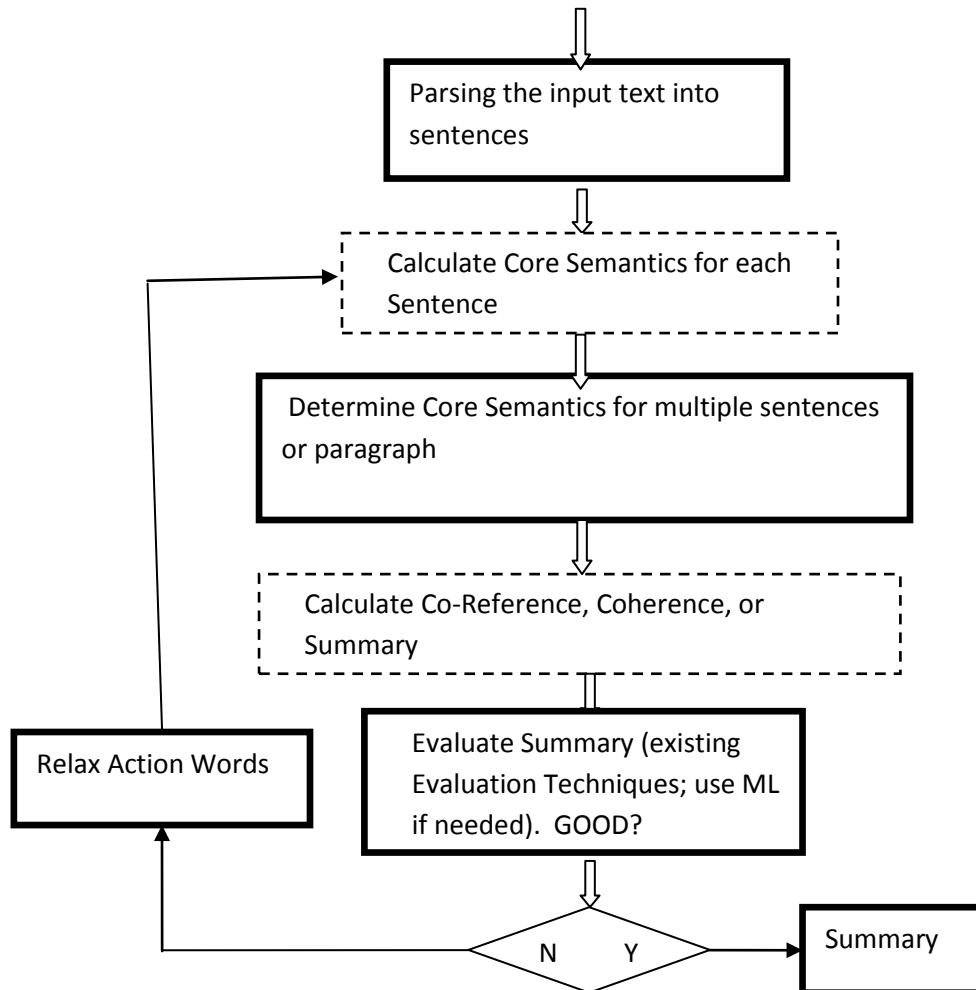 Parsing the input text into
sentences
Calculate Core Semantics for each
Sentence
Determine Core Semantics for multiple sentences
or paragraph
Calculate Co-Reference, Coherence, or
Summary
Evaluate Summary (existing
Evaluation Techniques; use ML
if needed).  GOOD?
Relax Action Words
N Y
Summary